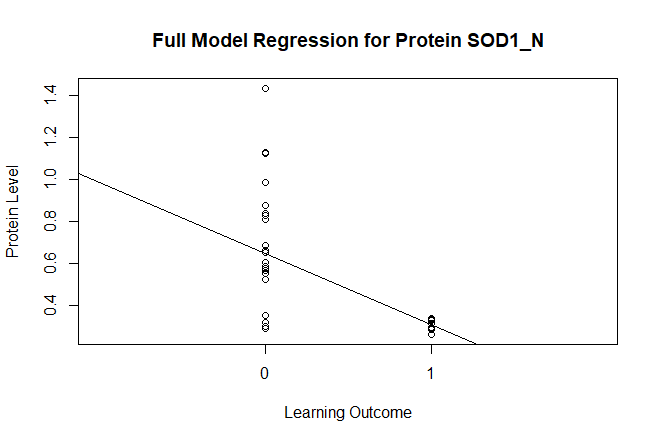 Full Model Regression for Protein SOD1_N
Protein Level
1.4
1.2
1.0
0.8
0.6
0.4
0 1
Learning Outcome